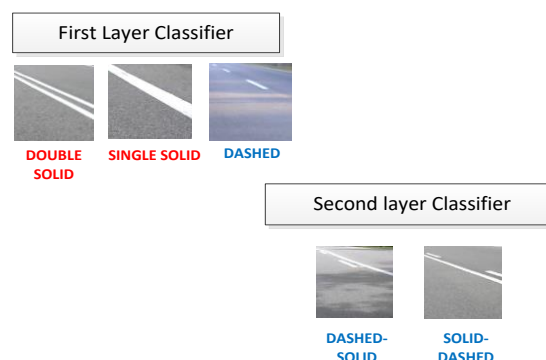 First Layer Classifier
DOUBLE SOLID
SINGLE SOLID
DASHED
Second layer Classifier
DASHED-
SOLID
SOLID-
DASHED